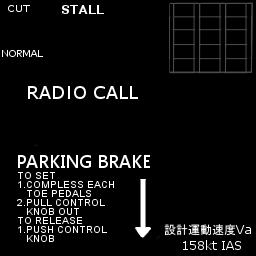 CUT
STALL
NORMAL
RADIO CALL
PARKING BRAKE
TO SET
1.COMPLESS EACH
TOE PEDALS
2.PULL CONTROL
KNOB OUT
TO RELEASE
1.PUSH CONTROL
KNOB
設計運動速度Va
158kt IAS